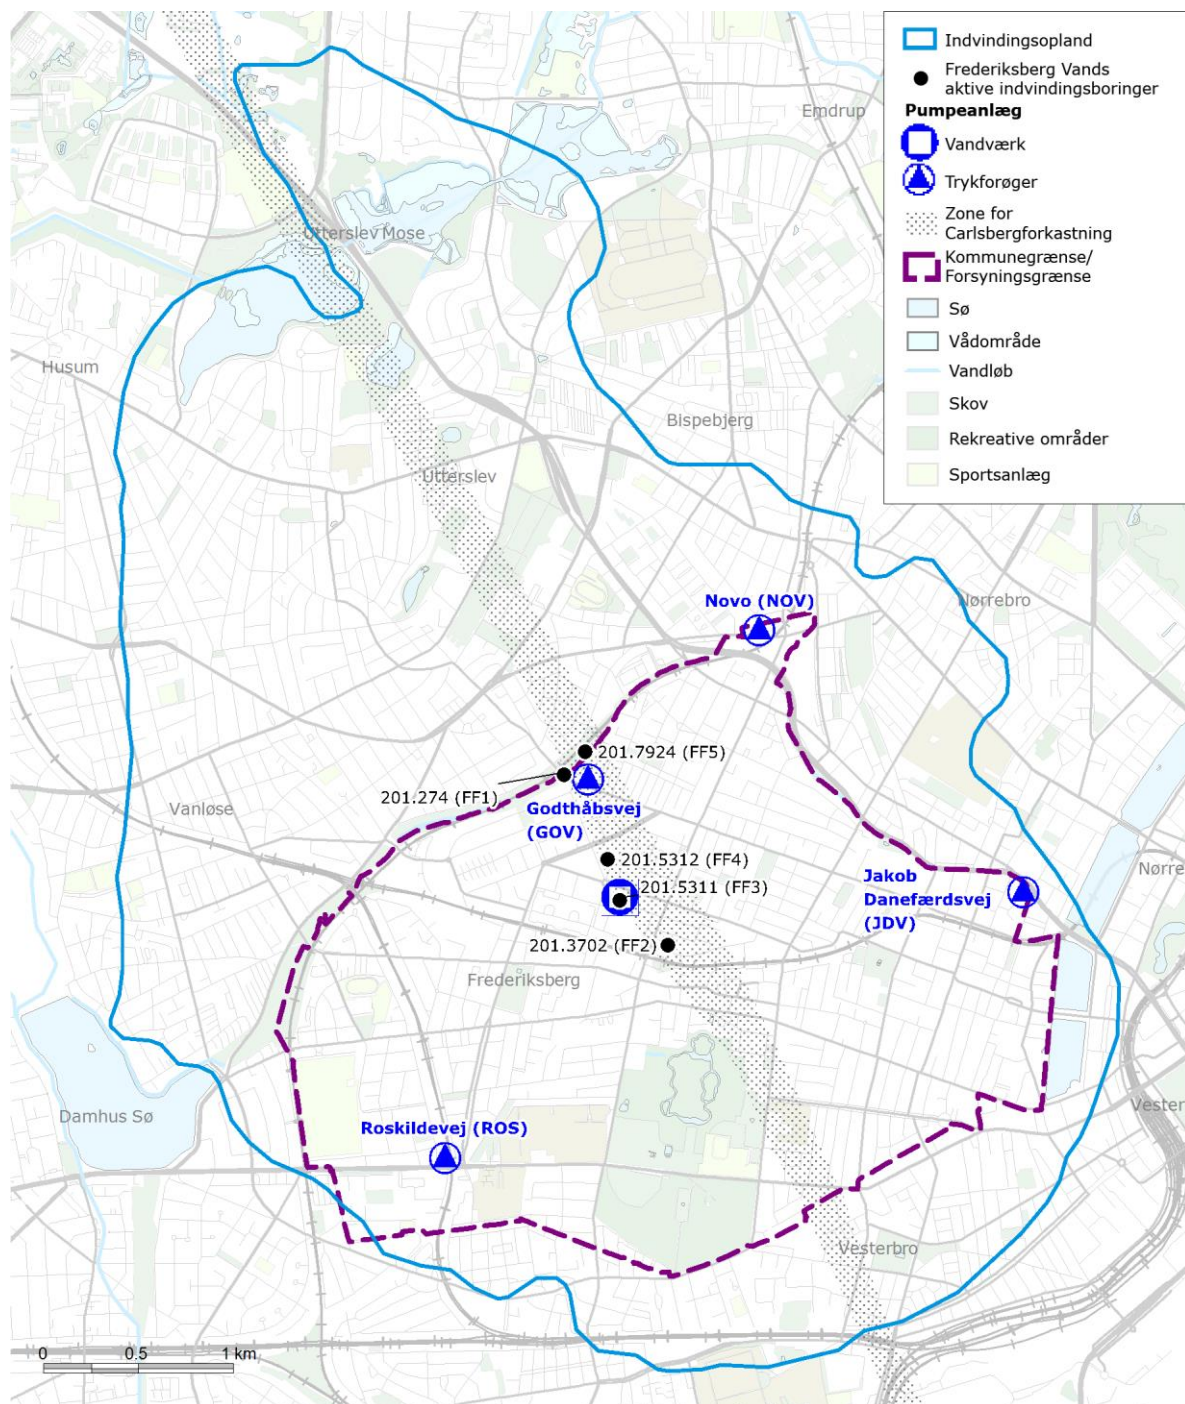 Indvindingsopland
Frederiksberg Vands
aktive indvindingsboringer
Pumpeanlæg
Vandværk
Trykforøger
Zone for
Carlsbergforkastning
Kommunegrænse/
Forsyningsgrænse
Sø
Vådområde
Vandløb
Skov
Rekreative områder
Sportsanlæg
Emdrup
Utterslev Mose
Husum
Bispebjerg
Utterslev
Nørrebro
Novo (NOV)
201.7924 (FF5)
201.274 (FF1)
Vanløse
Godthåbsvej
(GOV)
201.5312 (FF4)
Nørre
Jakob
Danefærdsvej
(JDV)
201.5311 (FF3)
201.3702 (FF2)
Frederiksberg
Damhus Sø
Vester
Roskildevej (ROS)
Vesterbro
0 0.5 1 km